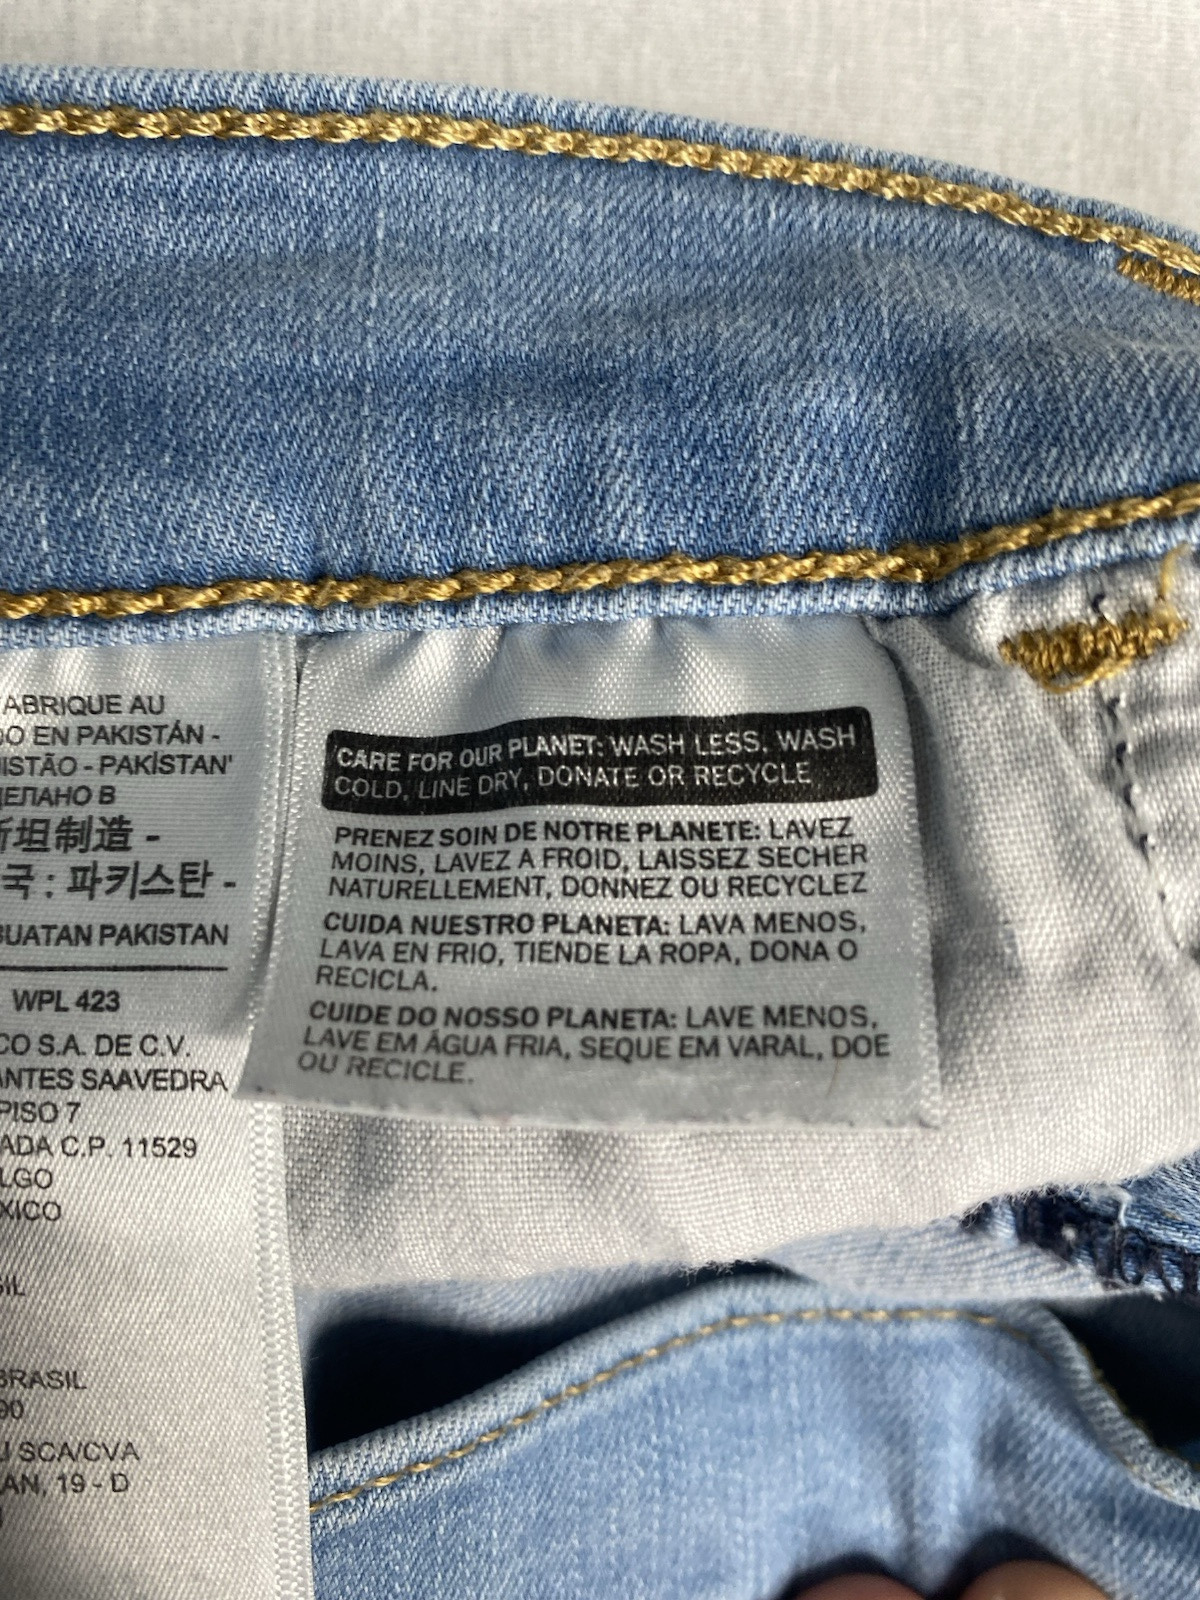 ABRIQUE AU
DO EN PAKISTÁN -
ISTÃO - PAKİSTAN'
ЕЛАНО В
斯坦制造 -
국 : 파키스탄 -
BUATAN PAKISTAN
WPL 423
CO S.A. DE C.V.
ANTES SAAVEDRA
PISO 7
ADA C.P. 11529
LGO
XICO
SIL
BRASIL
90
SCA/CVA
AN, 19 - D
CARE FOR OUR PLANET: WASH LESS, WASH
COLD, LINE DRY, DONATE OR RECYCLE
PRENEZ SOIN DE NOTRE PLANETE: LAVEZ
MOINS, LAVEZ A FROID, LAISSEZ SECHER
NATURELLEMENT, DONNEZ OU RECYCLEZ
CUIDA NUESTRO PLANETA: LAVA MENOS,
LAVA EN FRIO, TIENDE LA ROPA, DONA O
RECICLA.
CUIDE DO NOSSO PLANETA: LAVE MENOS,
LAVE EM ÁGUA FRIA, SEQUE EM VARAL, DOE
OU RECICLE.